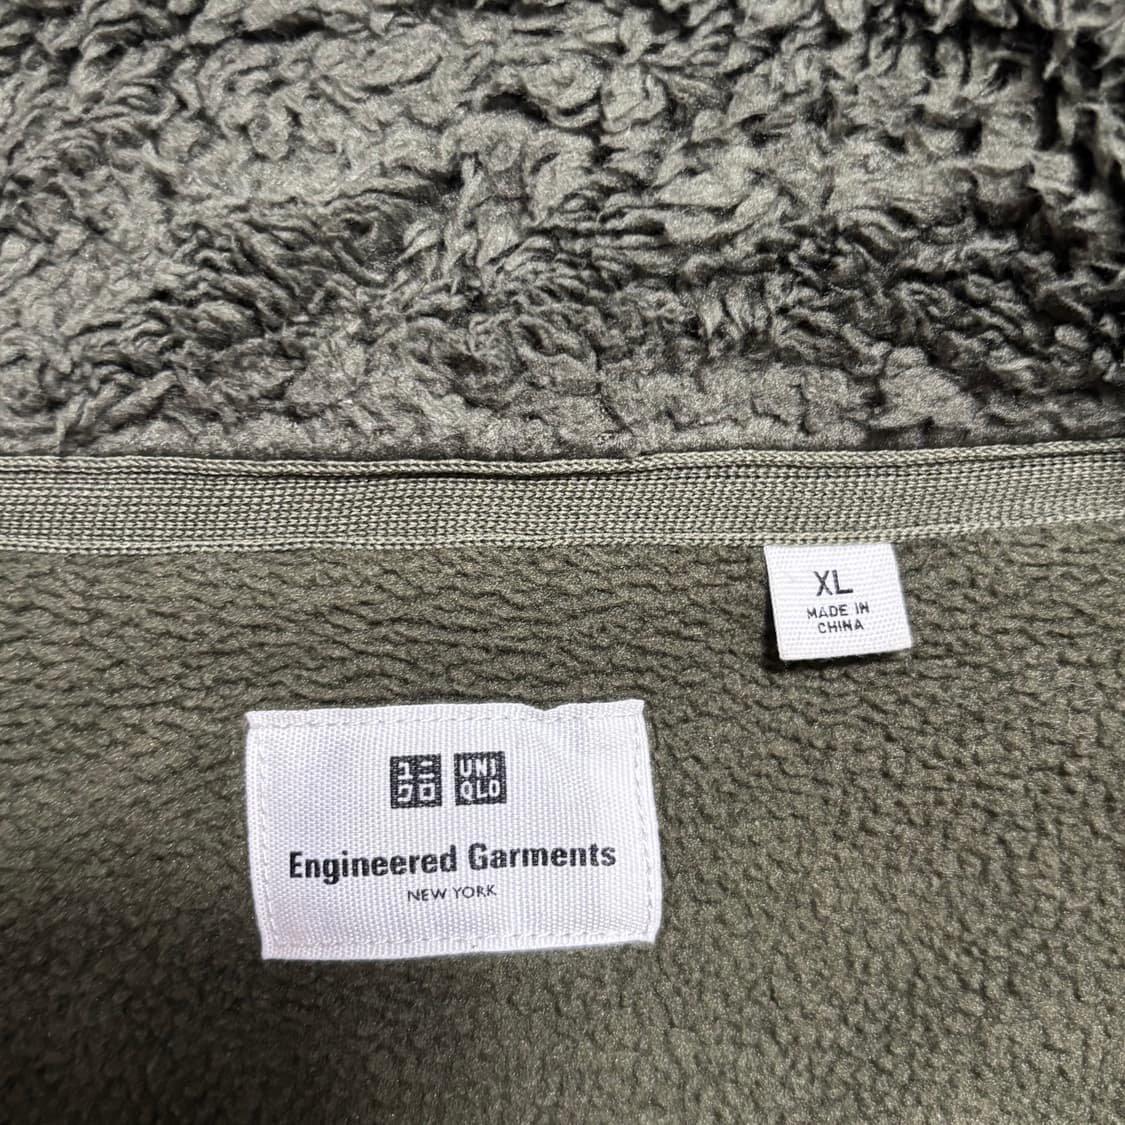 XL
MADE IN
CHINA
ユニ UNI
クロ QLO
Engineered Garments
NEW YORK